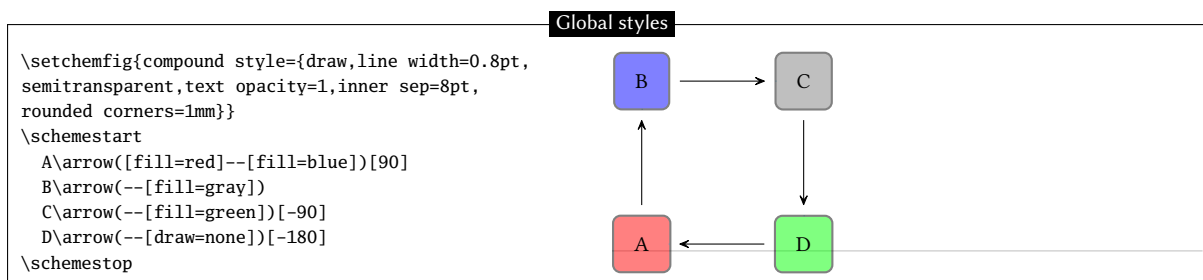 Global styles
\setchemfig{compound style={draw,line width=0.8pt,
semitransparent,text opacity=1,inner sep=8pt,
rounded corners=1mm}}
\schemestart
  A\arrow([fill=red]--[fill=blue])[90]
  B\arrow(--[fill=gray])
  C\arrow(--[fill=green])[-90]
  D\arrow(--[draw=none])[-180]
\schemestop
B C
A D